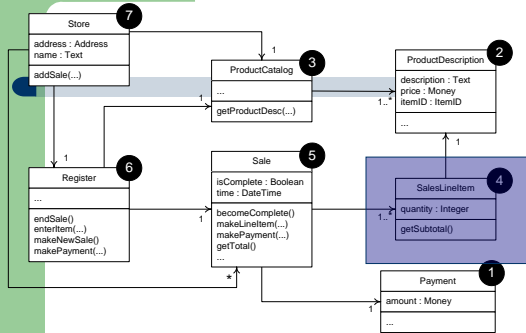 7
Store
address : Address
name : Text
addSale(...)
1
3
ProductCatalog
...
getProductDesc(...)
1
1..*
2
ProductDescription
description : Text
price : Money
itemID : ItemID
...
1
1
6
Register
...
endSale()
enterItem(...)
makeNewSale()
makePayment(...)
1
5
Sale
isComplete : Boolean
time : DateTime
becomeComplete()
makeLineItem(...)
makePayment(...)
getTotal()
...
*
1..*
4
SalesLineItem
quantity : Integer
getSubtotal()
1
1
Payment
amount : Money
...